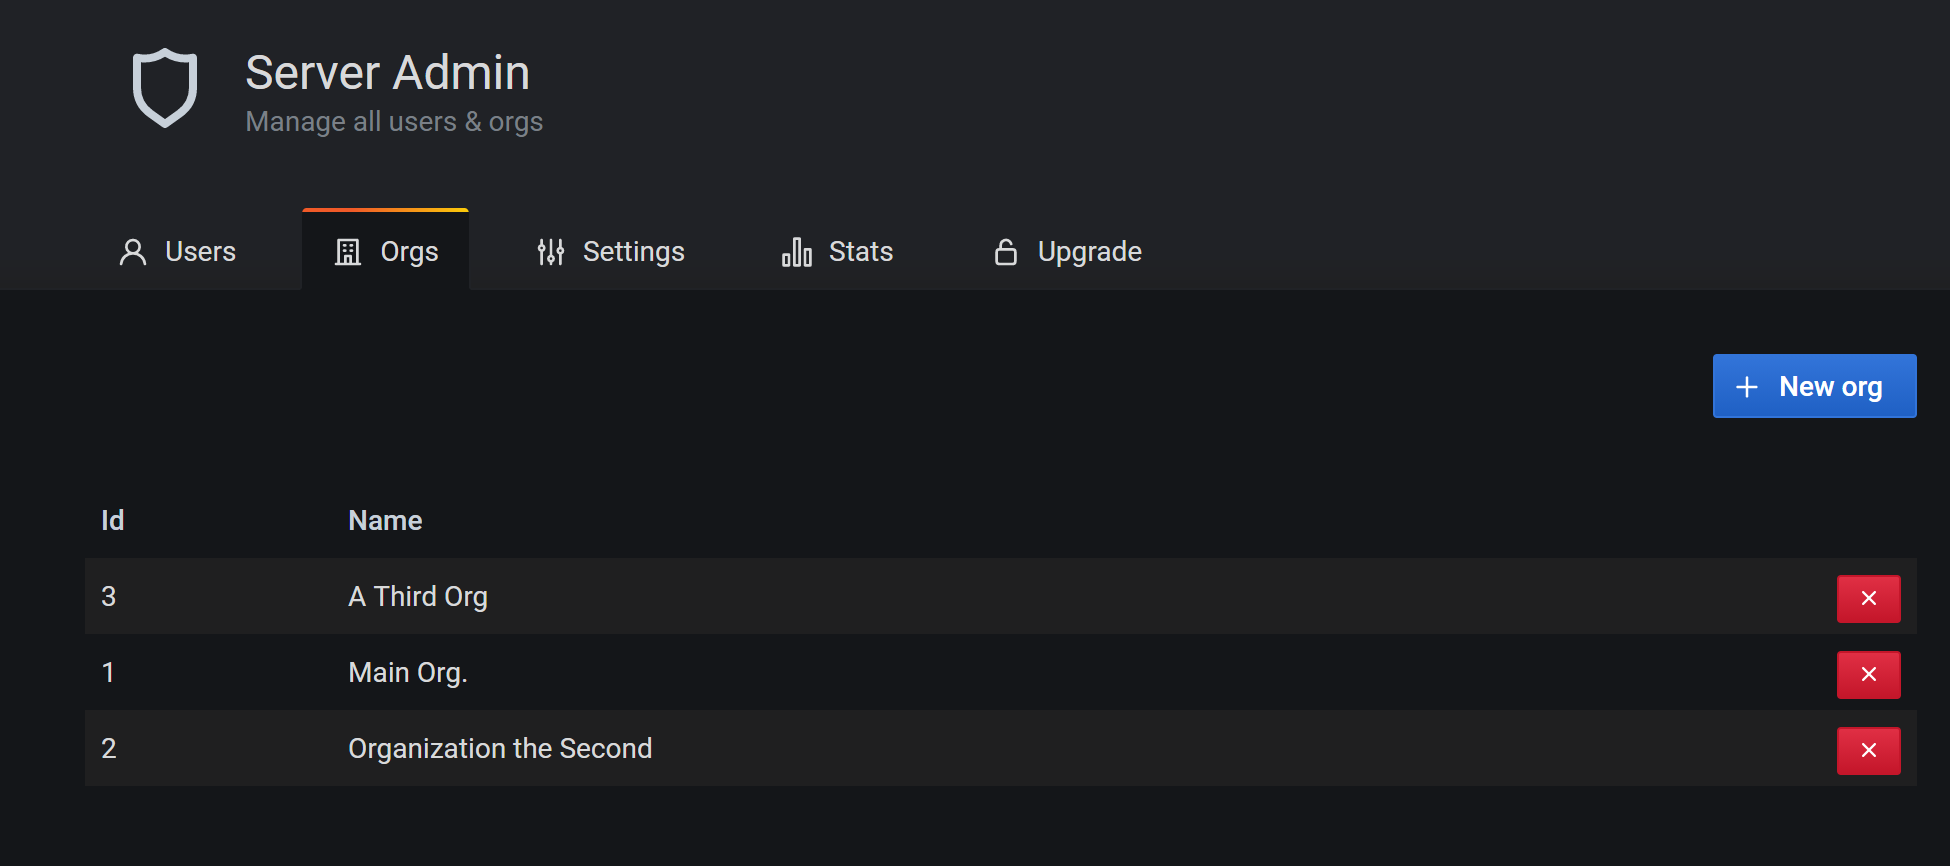 Server Admin
Manage all users & orgs
Users Orgs Settings Stats Upgrade
New org
Id Name
3 A Third Org
1 Main Org.
2 Organization the Second